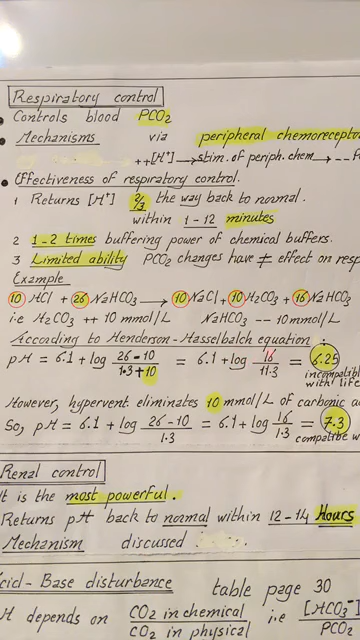 Respiratory control
• Controls blood PCO₂
• Mechanisms via peripheral chemoreceptor
++[H⁺] → stim. of periph. chem → --
• Effectiveness of respiratory control.
1 Returns [H⁺] 2/3 the way back to normal.
within 1-12 minutes
2 1-2 times buffering power of chemical buffers.
3 Limited ability PCO₂ changes have ≠ effect on resp
Example
10 HCl + 26 NaHCO₃ → 10 NaCl + 10 H₂CO₃ + 16 NaHCO₃
i.e H₂CO₃ ++ 10 mmol/L NaHCO₃ -- 10 mmol/L
According to Henderson-Hasselbalch equation:
pH = 6.1 + log (26-10)/(1.3+10) = 6.1 + log 16/11.3 = 6.25
incompatible
with life
However, hypervent eliminates 10 mmol/L of carbonic a
So, pH = 6.1 + log (26-10)/1.3 = 6.1 + log 16/1.3 = 7.3
compatible w
Renal control
It is the most powerful.
Returns pH back to normal within 12-14 Hours
Mechanism discussed
cid-Base disturbance table page 30
H depends on CO₂ in chemical/CO₂ in physical i.e [HCO₃⁻]/PCO₂